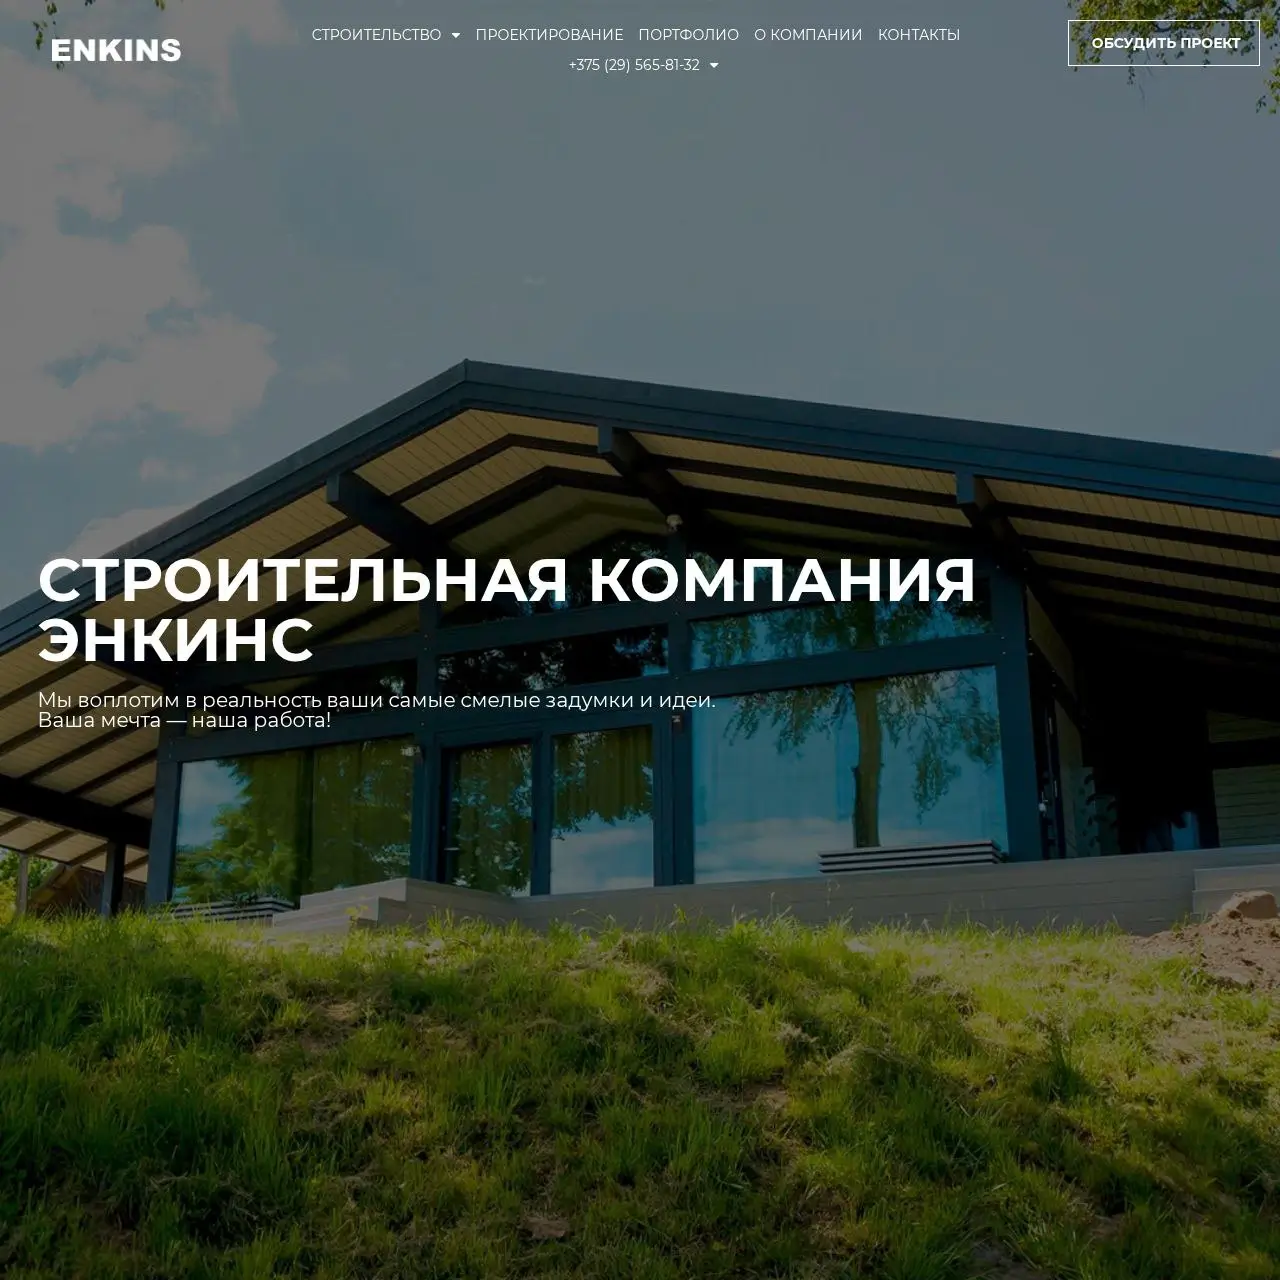 ENKINS
СТРОИТЕЛЬСТВО ПРОЕКТИРОВАНИЕ ПОРТФОЛИО О КОМПАНИИ КОНТАКТЫ
+375 (29) 565-81-32
ОБСУДИТЬ ПРОЕКТ
СТРОИТЕЛЬНАЯ КОМПАНИЯ
ЭНКИНС
Мы воплотим в реальность ваши самые смелые задумки и идеи.
Ваша мечта — наша работа!